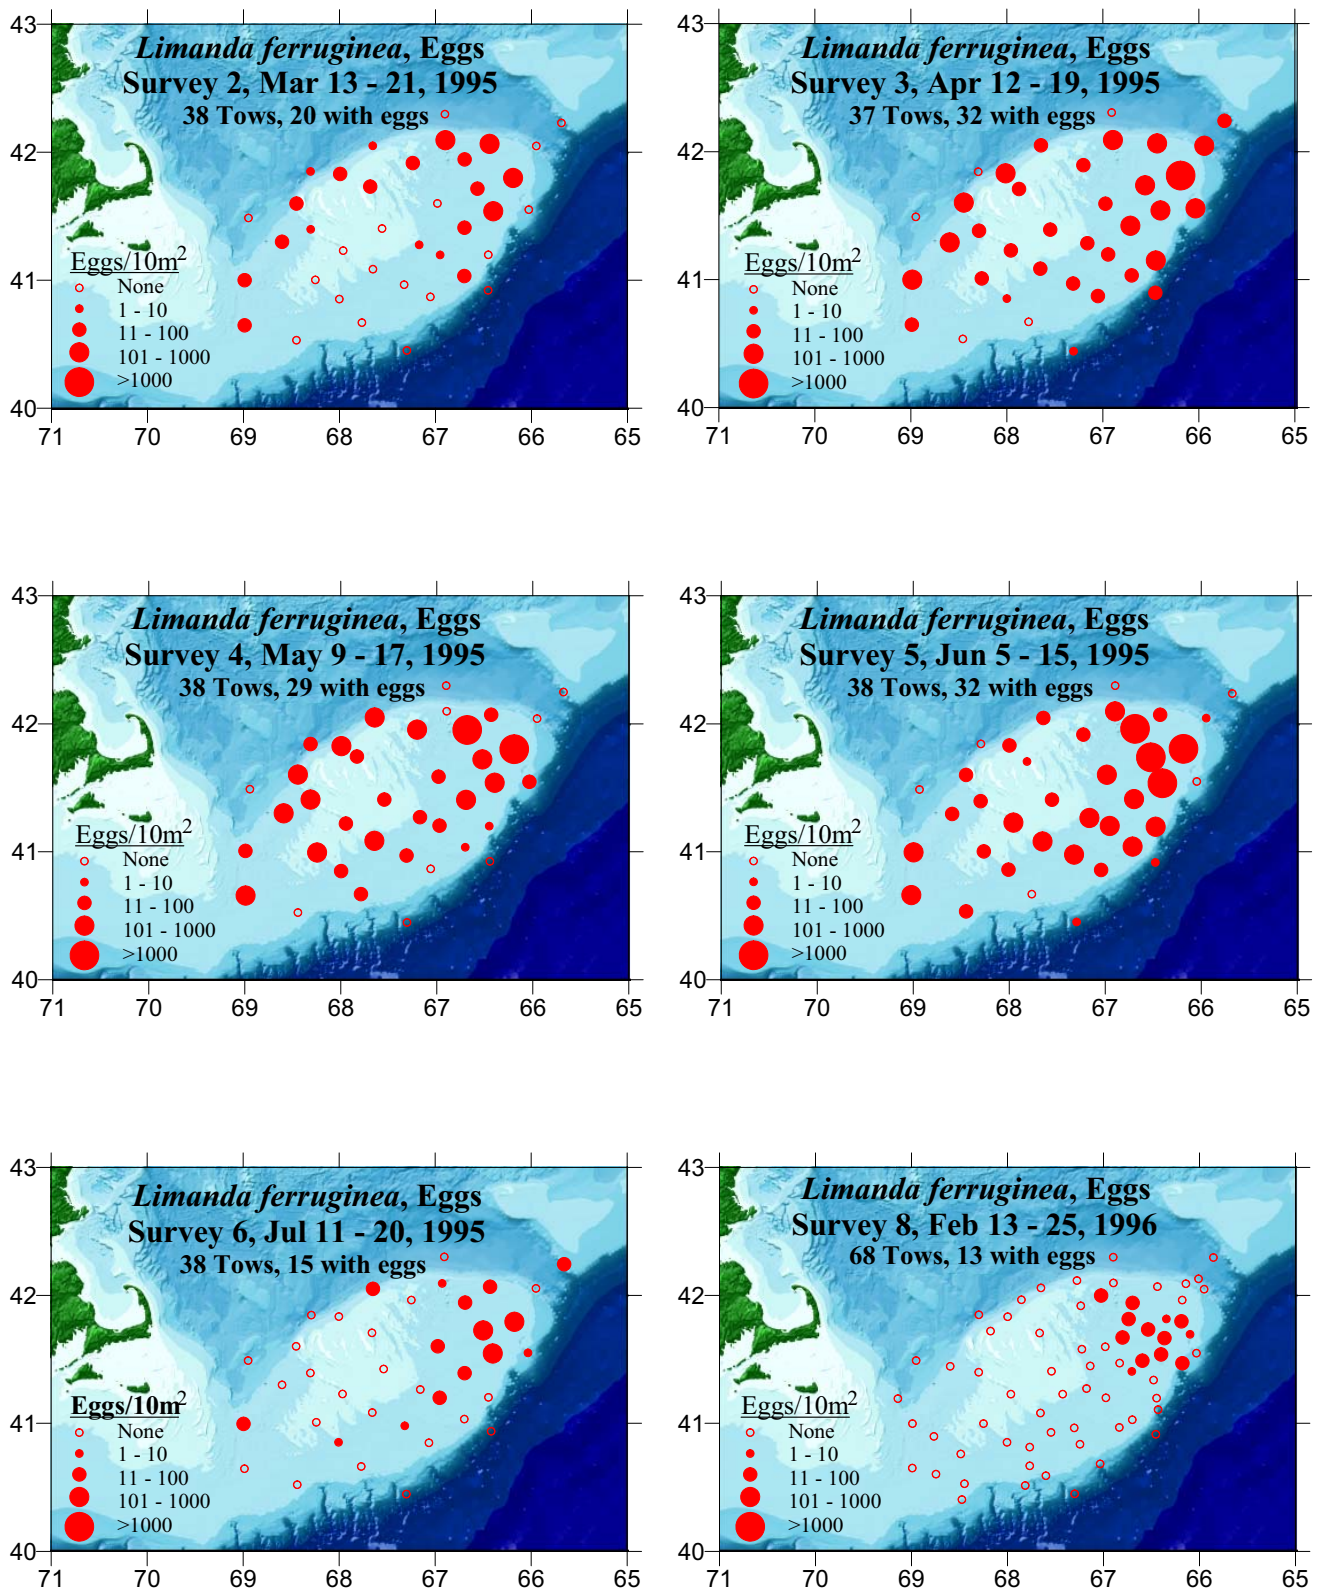 Limanda ferruginea, Eggs
Survey 2, Mar 13 - 21, 1995
38 Tows, 20 with eggs
43
42
41
40
Eggs/10m²
None
1 - 10
11 - 100
101 - 1000
>1000
71 70 69 68 67 66 65
Limanda ferruginea, Eggs
Survey 3, Apr 12 - 19, 1995
37 Tows, 32 with eggs
43
42
41
40
Eggs/10m²
None
1 - 10
11 - 100
101 - 1000
>1000
71 70 69 68 67 66 65
Limanda ferruginea, Eggs
Survey 4, May 9 - 17, 1995
38 Tows, 29 with eggs
43
42
41
40
Eggs/10m²
None
1 - 10
11 - 100
101 - 1000
>1000
71 70 69 68 67 66 65
Limanda ferruginea, Eggs
Survey 5, Jun 5 - 15, 1995
38 Tows, 32 with eggs
43
42
41
40
Eggs/10m²
None
1 - 10
11 - 100
101 - 1000
>1000
71 70 69 68 67 66 65
Limanda ferruginea, Eggs
Survey 6, Jul 11 - 20, 1995
38 Tows, 15 with eggs
43
42
41
40
Eggs/10m²
None
1 - 10
11 - 100
101 - 1000
>1000
71 70 69 68 67 66 65
Limanda ferruginea, Eggs
Survey 8, Feb 13 - 25, 1996
68 Tows, 13 with eggs
43
42
41
40
Eggs/10m²
None
1 - 10
11 - 100
101 - 1000
>1000
71 70 69 68 67 66 65